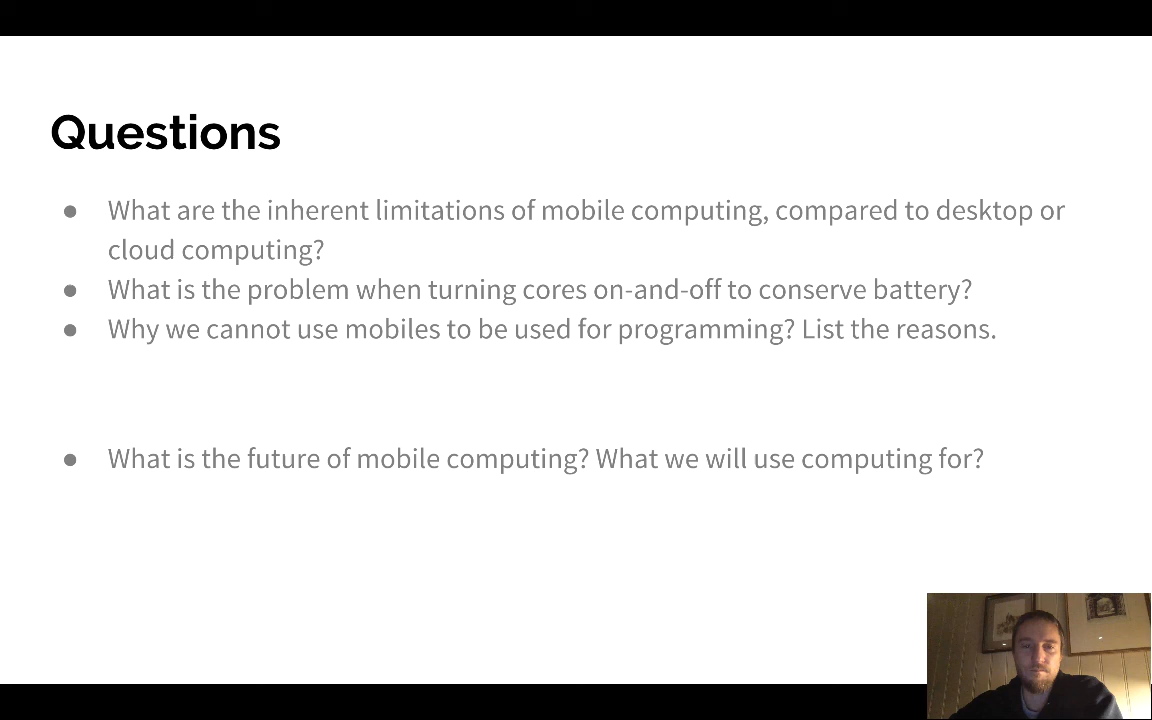 Questions
● What are the inherent limitations of mobile computing, compared to desktop or
cloud computing?
● What is the problem when turning cores on-and-off to conserve battery?
● Why we cannot use mobiles to be used for programming? List the reasons.
● What is the future of mobile computing? What we will use computing for?